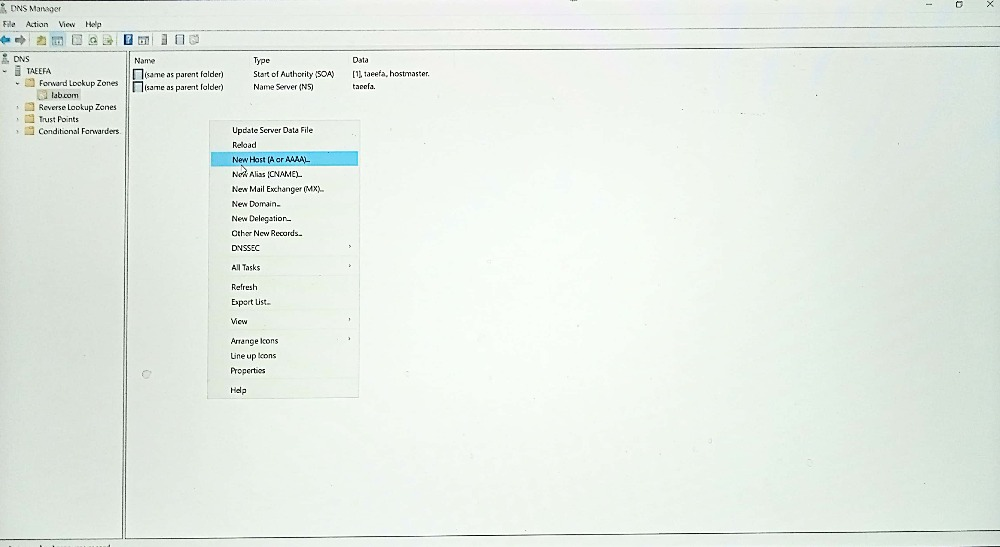 DNS Manager
File Action View Help
DNS
TAEEFA
Forward Lookup Zones
lab.com
Reverse Lookup Zones
Trust Points
Conditional Forwarders
Name Type Data
(same as parent folder) Start of Authority (SOA) [1], taeefa., hostmaster.
(same as parent folder) Name Server (NS) taeefa.
Update Server Data File
Reload
New Host (A or AAAA)...
New Alias (CNAME)...
New Mail Exchanger (MX)...
New Domain...
New Delegation...
Other New Records...
DNSSEC
All Tasks
Refresh
Export List...
View
Arrange Icons
Line up Icons
Properties
Help